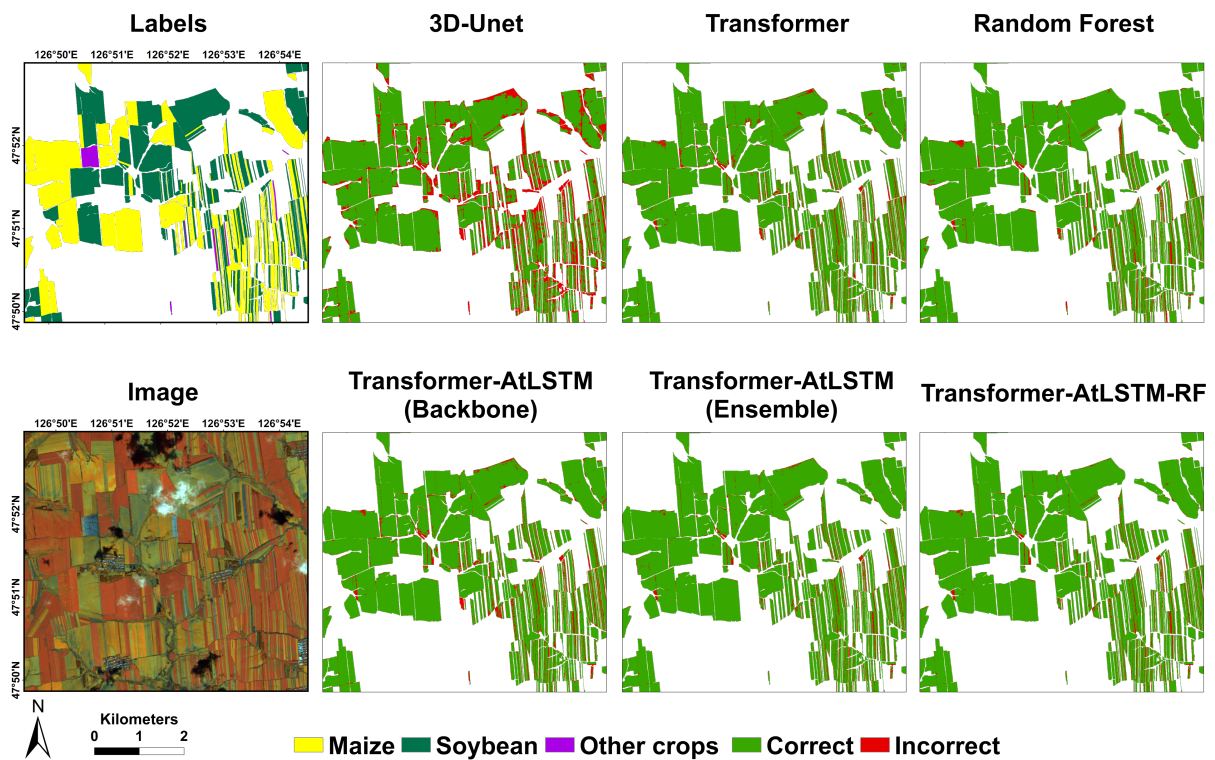 Labels
3D-Unet
Transformer
Random Forest
126°50'E 126°51'E 126°52'E 126°53'E 126°54'E
47°52'N
47°51'N
47°50'N
Image
Transformer-AtLSTM
(Backbone)
Transformer-AtLSTM
(Ensemble)
Transformer-AtLSTM-RF
126°50'E 126°51'E 126°52'E 126°53'E 126°54'E
47°52'N
47°51'N
47°50'N
N
Kilometers
0 1 2
Maize Soybean Other crops Correct Incorrect